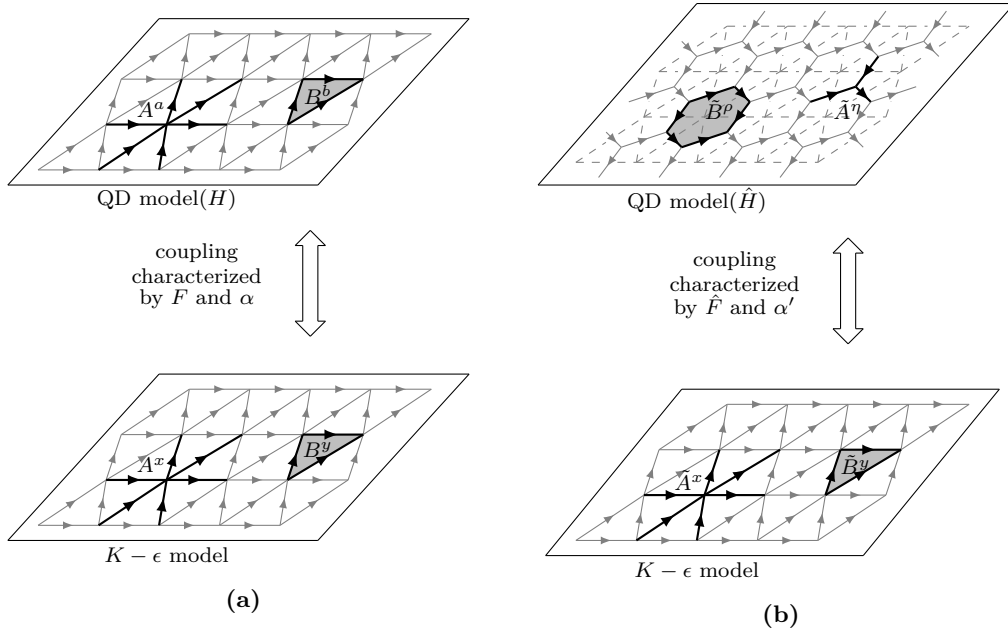 A^a
B^b
QD model(H)
coupling
characterized
by F and α
A^x
B^y
K − ϵ model
(a)
B̃^ρ
Ã^η
QD model(Ĥ)
coupling
characterized
by F̂ and α′
Ã^x
B̃^y
K − ϵ model
(b)